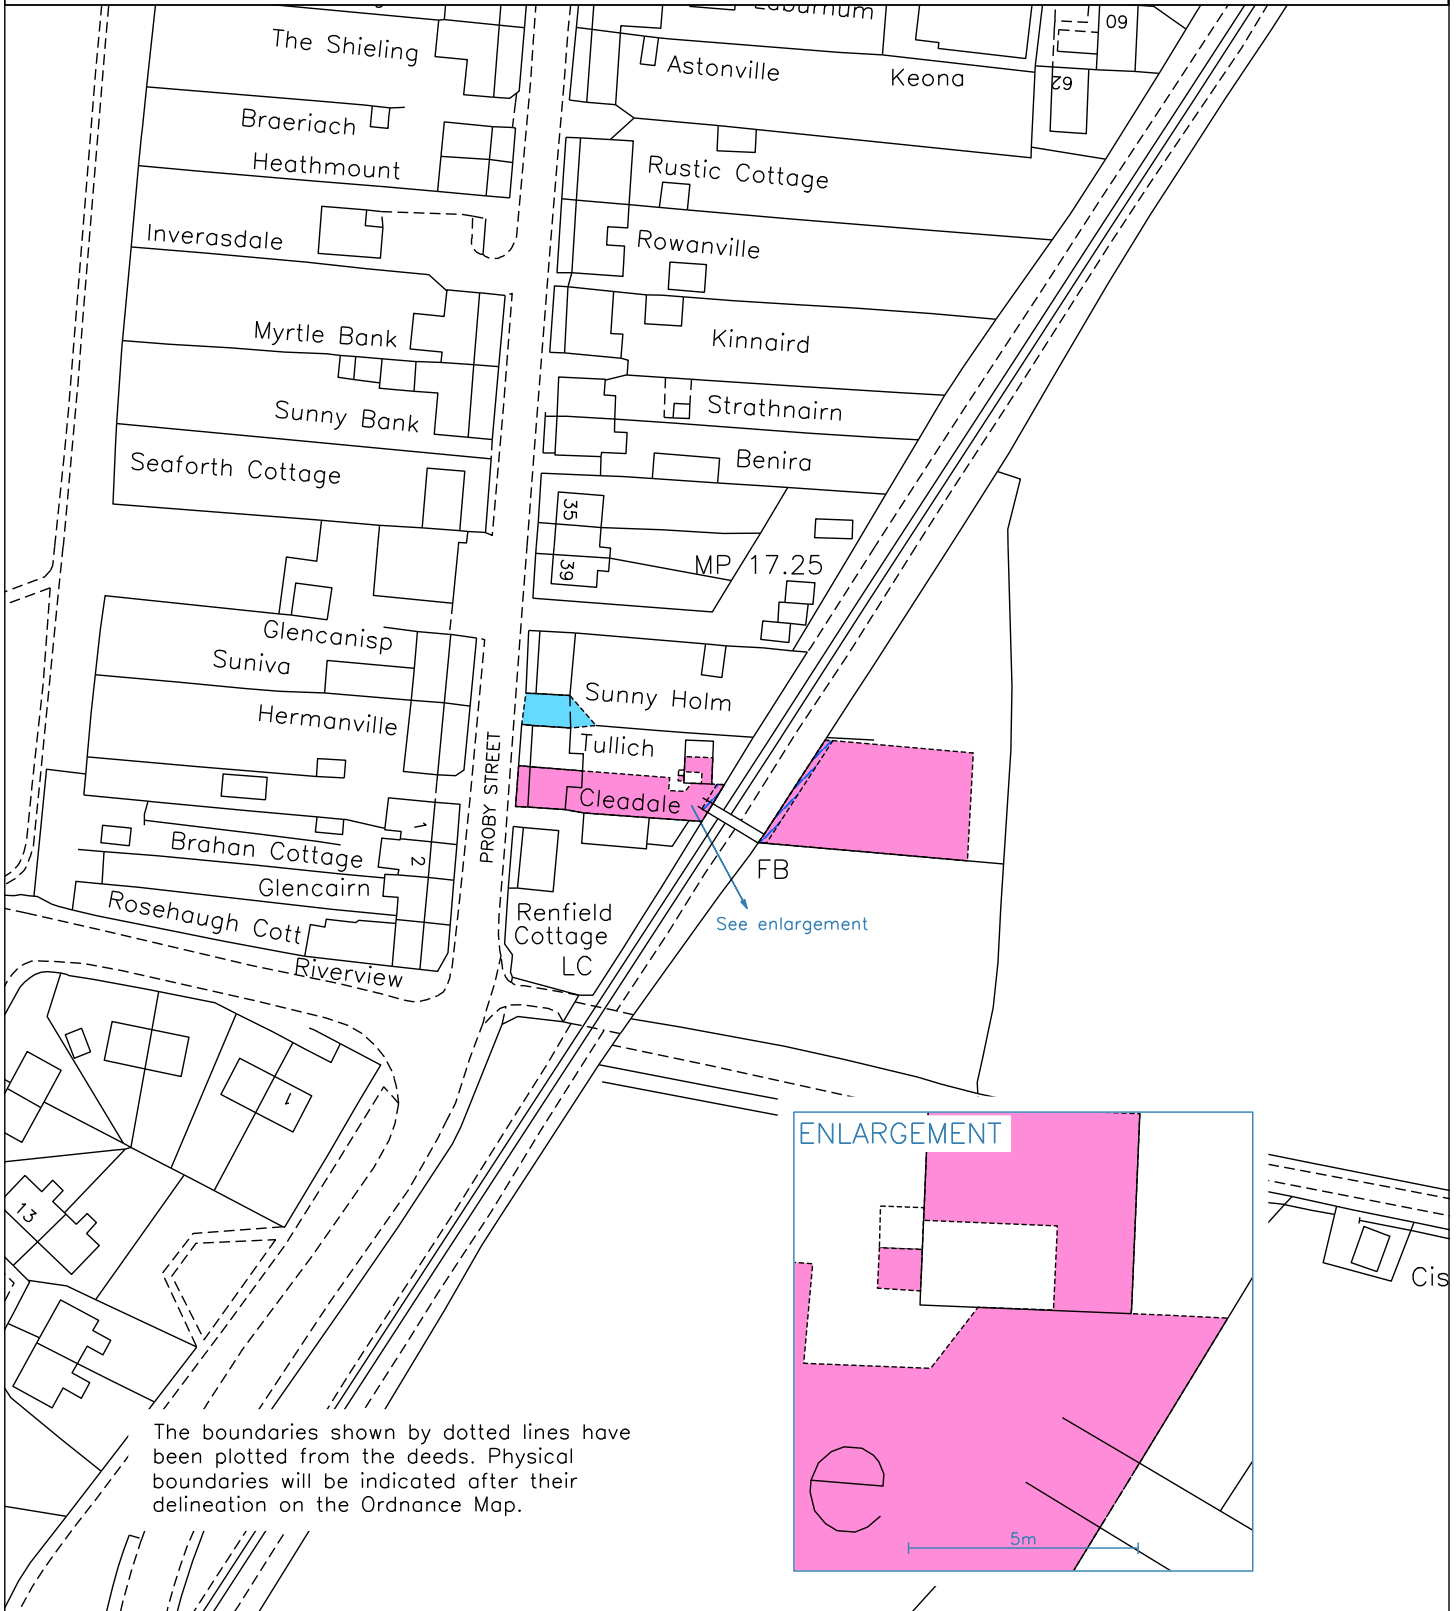 Laburnum
60
The Shieling
Astonville
Keona
62
Braeriach
Heathmount
Rustic Cottage
Inverasdale
Rowanville
Myrtle Bank
Kinnaird
Sunny Bank
Strathnairn
Seaforth Cottage
Benira
35
39
MP 17.25
Glencanisp
Suniva
Sunny Holm
Hermanville
Tullich
PROBY STREET
Cleadale
1
2
Brahan Cottage
Glencairn
FB
Rosehaugh Cott
Renfield
Cottage
See enlargement
LC
Riverview
1
13
ENLARGEMENT
Cis
e
5m
The boundaries shown by dotted lines have
been plotted from the deeds. Physical
boundaries will be indicated after their
delineation on the Ordnance Map.